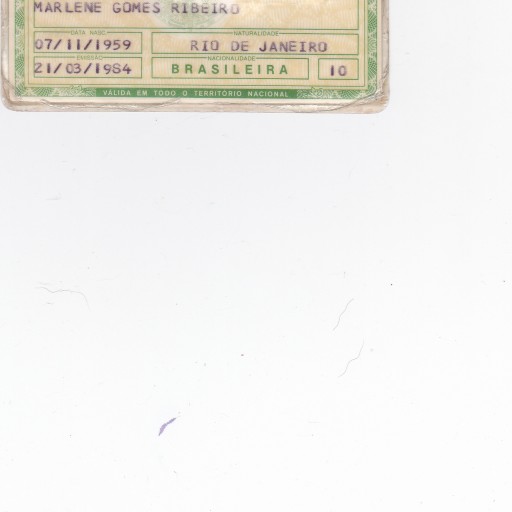 MARLENE GOMES RIBEIRO
DATA NASC. NATURALIDADE
07/11/1959 RIO DE JANEIRO
EMISSÃO NACIONALIDADE
21/03/1984 BRASILEIRA 10
VÁLIDA EM TODO O TERRITÓRIO NACIONAL